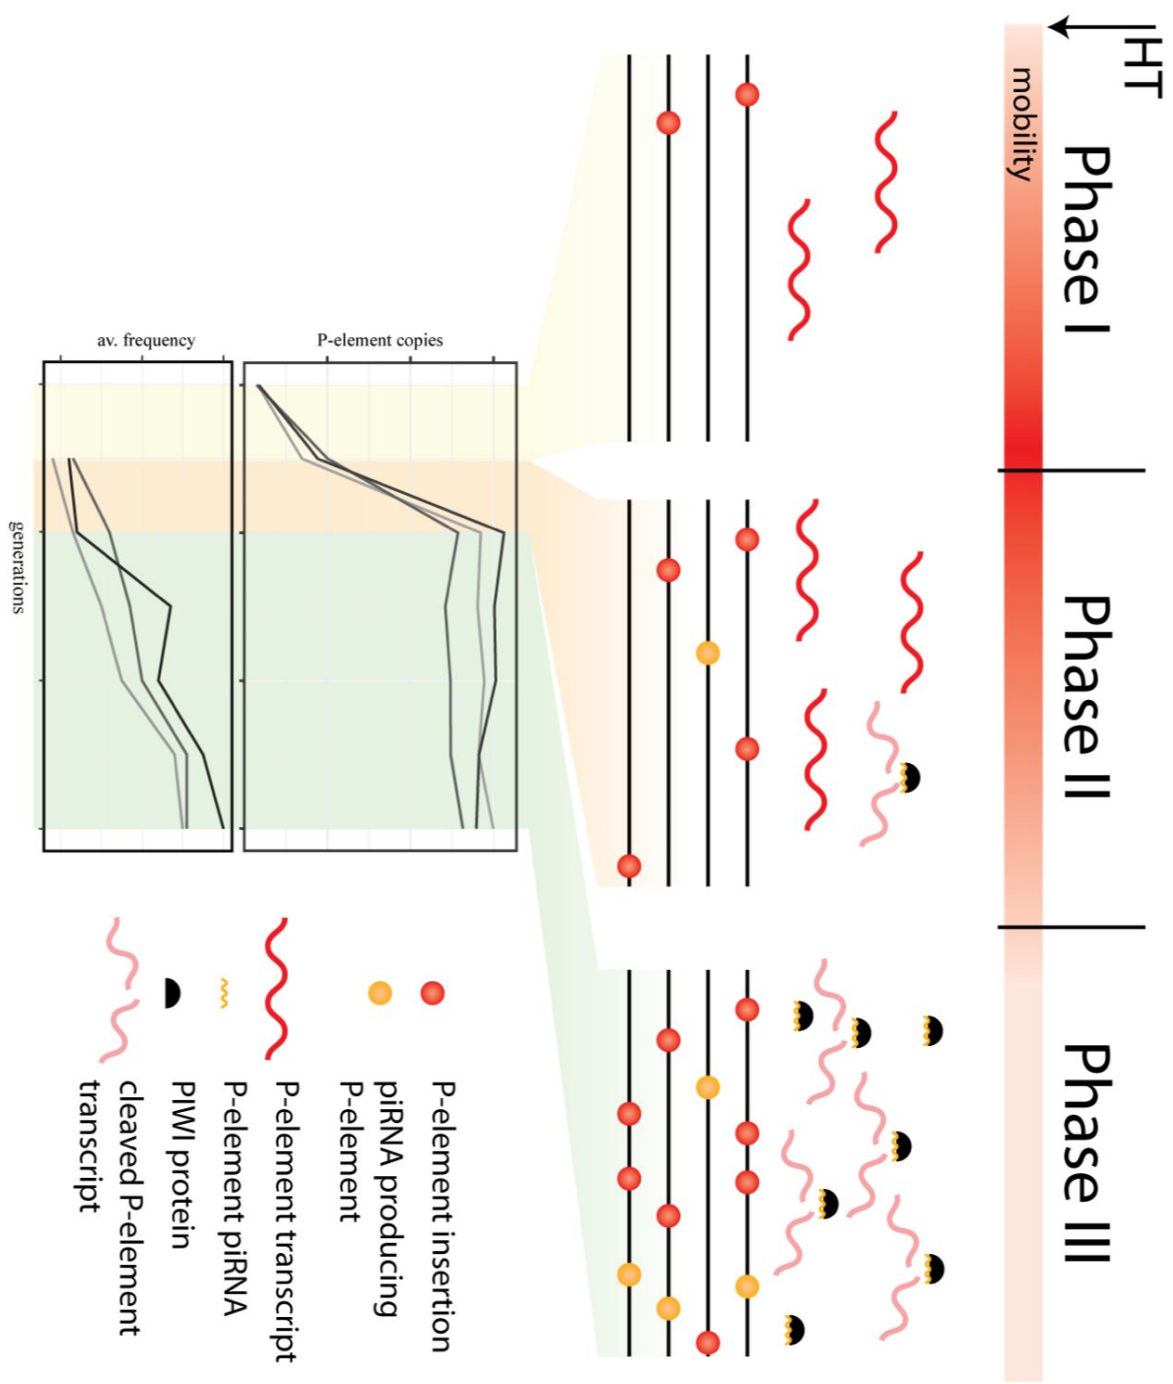 HT
Phase I
Phase II
Phase III
mobility
P-element copies
av. frequency
generations
P-element insertion
piRNA producing
P-element
P-element transcript
P-element piRNA
PIWI protein
cleaved P-element
transcript